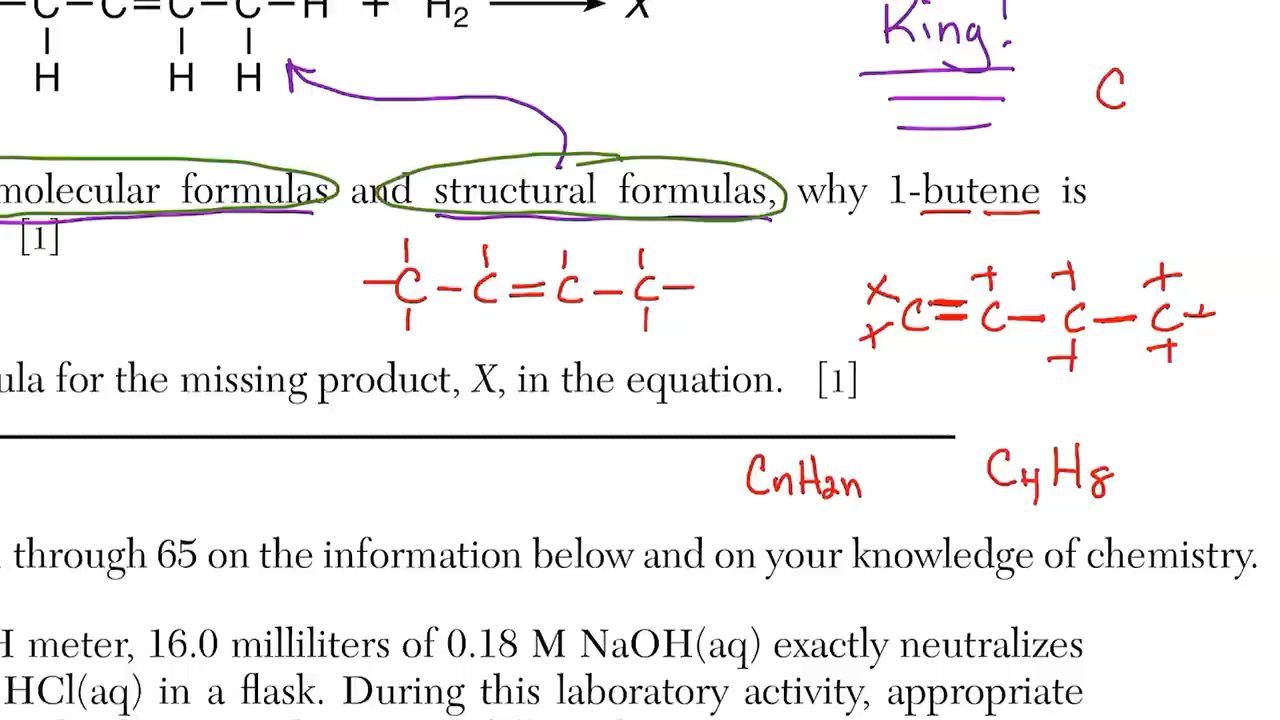 –C–C=C–C–H + H2 → X King!
H H H C
molecular formulas and structural formulas, why 1-butene is
[1]
–C–C=C–C– C=C–C–C
ula for the missing product, X, in the equation. [1]
CnH2n C4H8
through 65 on the information below and on your knowledge of chemistry.
H meter, 16.0 milliliters of 0.18 M NaOH(aq) exactly neutralizes
HCl(aq) in a flask. During this laboratory activity, appropriate